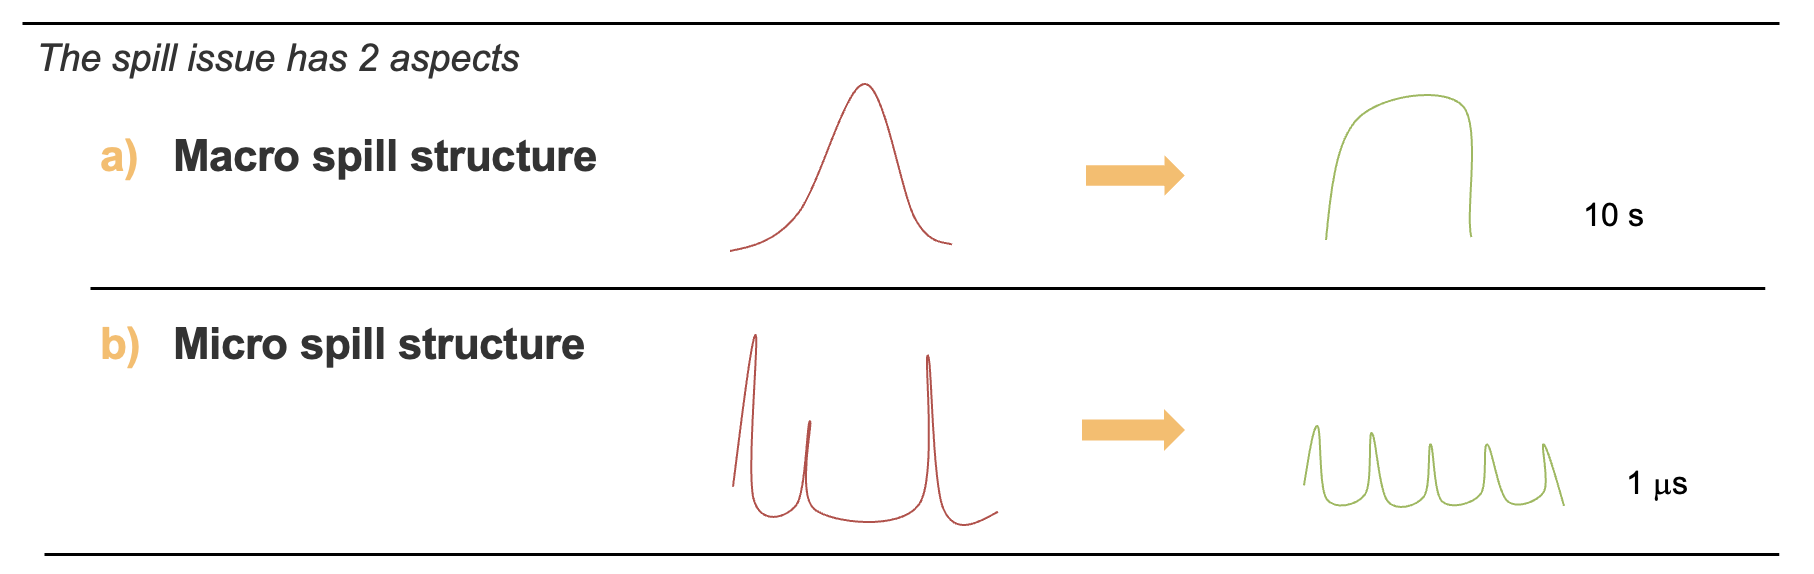 The spill issue has 2 aspects
a) Macro spill structure
10 s
b) Micro spill structure
1 μs